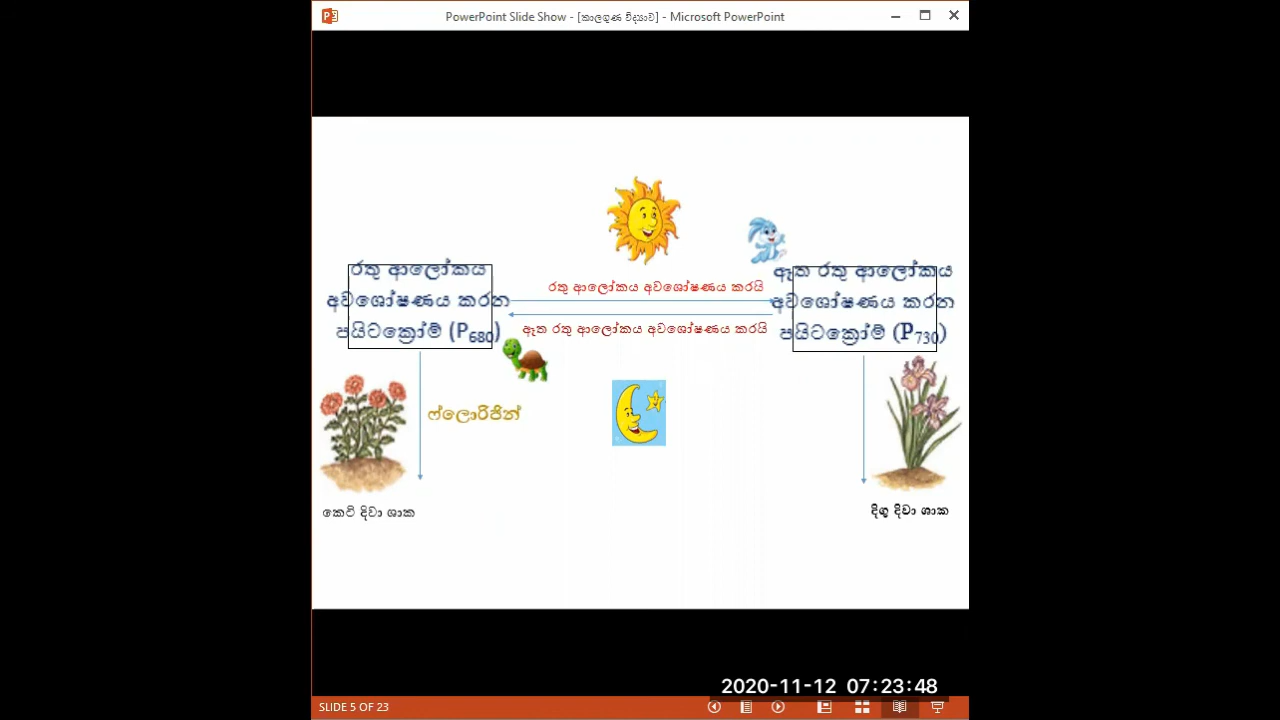 PowerPoint Slide Show - [කාලගුණ විද්‍යාව] - Microsoft PowerPoint
රතු ආලෝකය
අවශෝෂණය කරන
පයිටක්‍රෝම් (P680)
රතු ආලෝකය අවශෝෂණය කරයි
ඈත රතු ආලෝකය අවශෝෂණය කරයි
ඈත රතු ආලෝකය
අවශෝෂණය කරන
පයිටක්‍රෝම් (P730)
ෆ්ලොරිජින්
කෙටි දිවා ශාක
දිගු දිවා ශාක
2020-11-12 07:23:48
SLIDE 5 OF 23